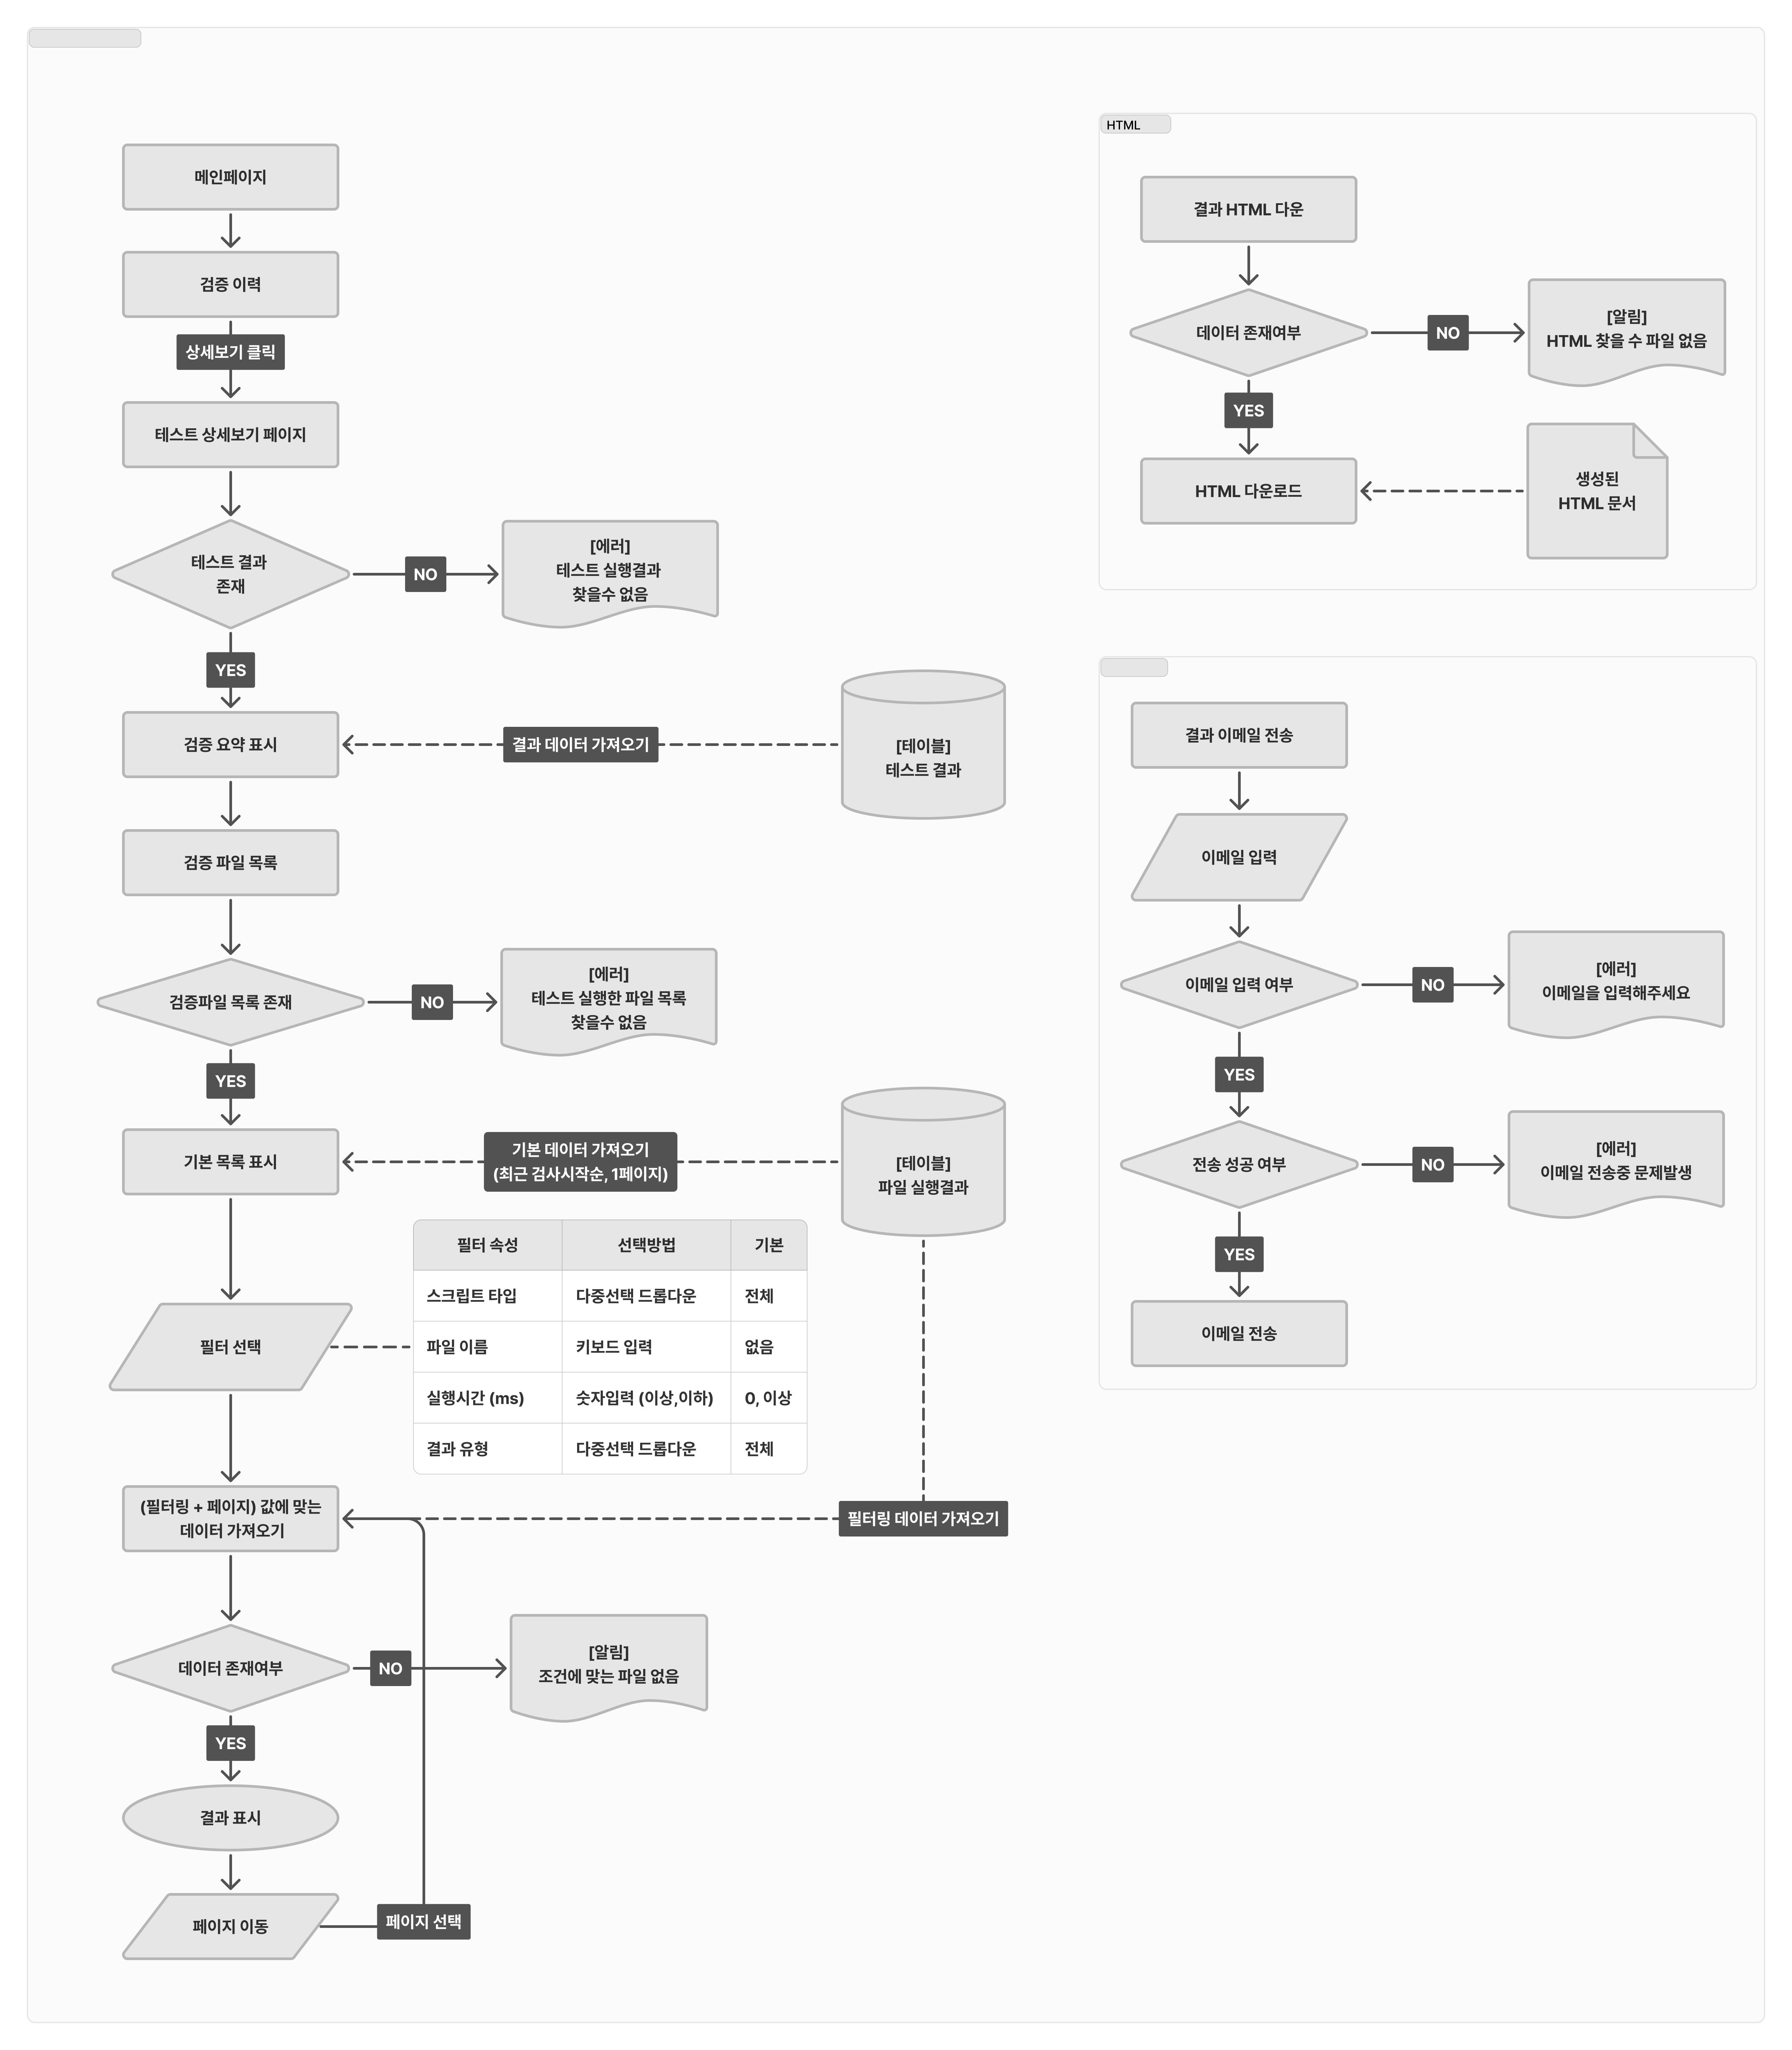 메인페이지
검증 이력
상세보기 클릭
테스트 상세보기 페이지
테스트 결과
존재
NO
[에러]
테스트 실행결과
찾을수 없음
YES
검증 요약 표시
결과 데이터 가져오기
[테이블]
테스트 결과
검증 파일 목록
검증파일 목록 존재
NO
[에러]
테스트 실행한 파일 목록
찾을수 없음
YES
기본 목록 표시
기본 데이터 가져오기
(최근 검사시작순, 1페이지)
[테이블]
파일 실행결과
필터 선택
필터 속성 선택방법 기본
스크립트 타입 다중선택 드롭다운 전체
파일 이름 키보드 입력 없음
실행시간 (ms) 숫자입력 (이상,이하) 0, 이상
결과 유형 다중선택 드롭다운 전체
(필터링 + 페이지) 값에 맞는
데이터 가져오기
필터링 데이터 가져오기
데이터 존재여부
NO
[알림]
조건에 맞는 파일 없음
YES
결과 표시
페이지 이동
페이지 선택
HTML
결과 HTML 다운
데이터 존재여부
NO
[알림]
HTML 찾을 수 파일 없음
YES
HTML 다운로드
생성된
HTML 문서
결과 이메일 전송
이메일 입력
이메일 입력 여부
NO
[에러]
이메일을 입력해주세요
YES
전송 성공 여부
NO
[에러]
이메일 전송중 문제발생
YES
이메일 전송